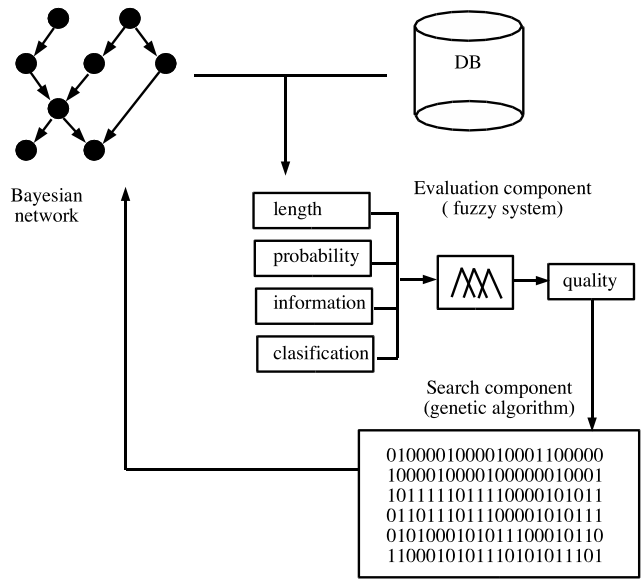 DB
Bayesian
network
Evaluation component
( fuzzy system)
length
probability
information
clasification
quality
Search component
(genetic algorithm)
010000100001000110000​0
100001000010000001000​1
101111101111000010101​1
011011101110000101011​1
010100010101110001011​0
110001010111010101110​1